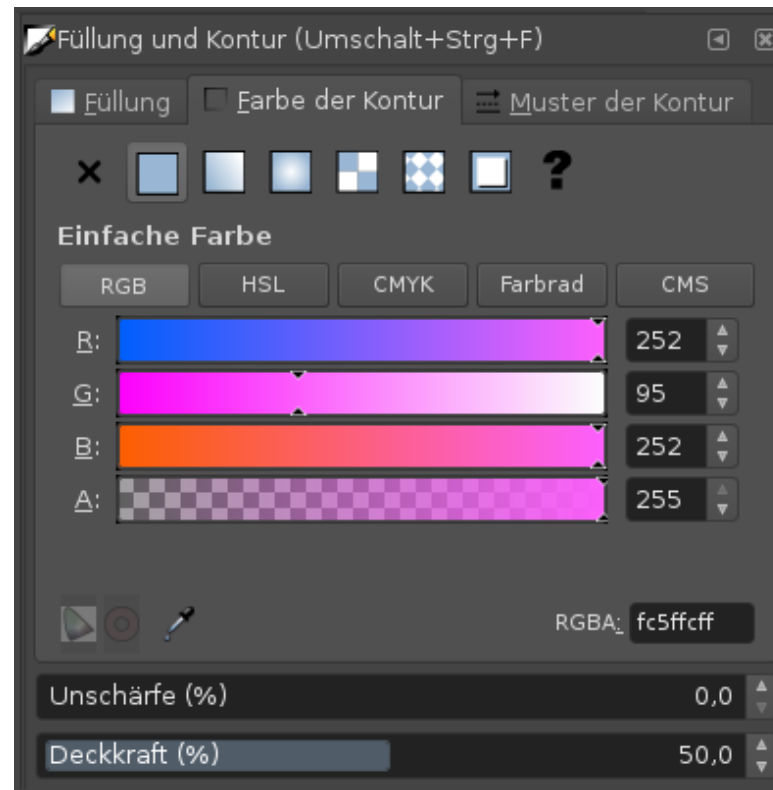 Füllung und Kontur (Umschalt+Strg+F)
Füllung Farbe der Kontur Muster der Kontur
?
Einfache Farbe
RGB HSL CMYK Farbrad CMS
R: 252
G: 95
B: 252
A: 255
RGBA: fc5ffcff
Unschärfe (%) 0,0
Deckkraft (%) 50,0